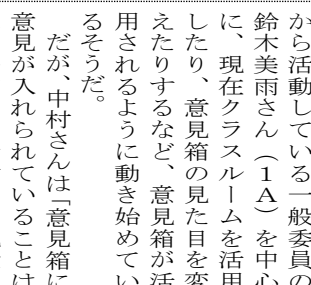 から活動している一般委員の
鈴木美雨さん（１Ａ）を中心
に、現在クラスルームを活用
したり、意見箱の見た目を変
えたりするなど、意見箱が活
用されるように動き始めてい
るそうだ。
だが、中村さんは「意見箱に
意見が入れられていることは